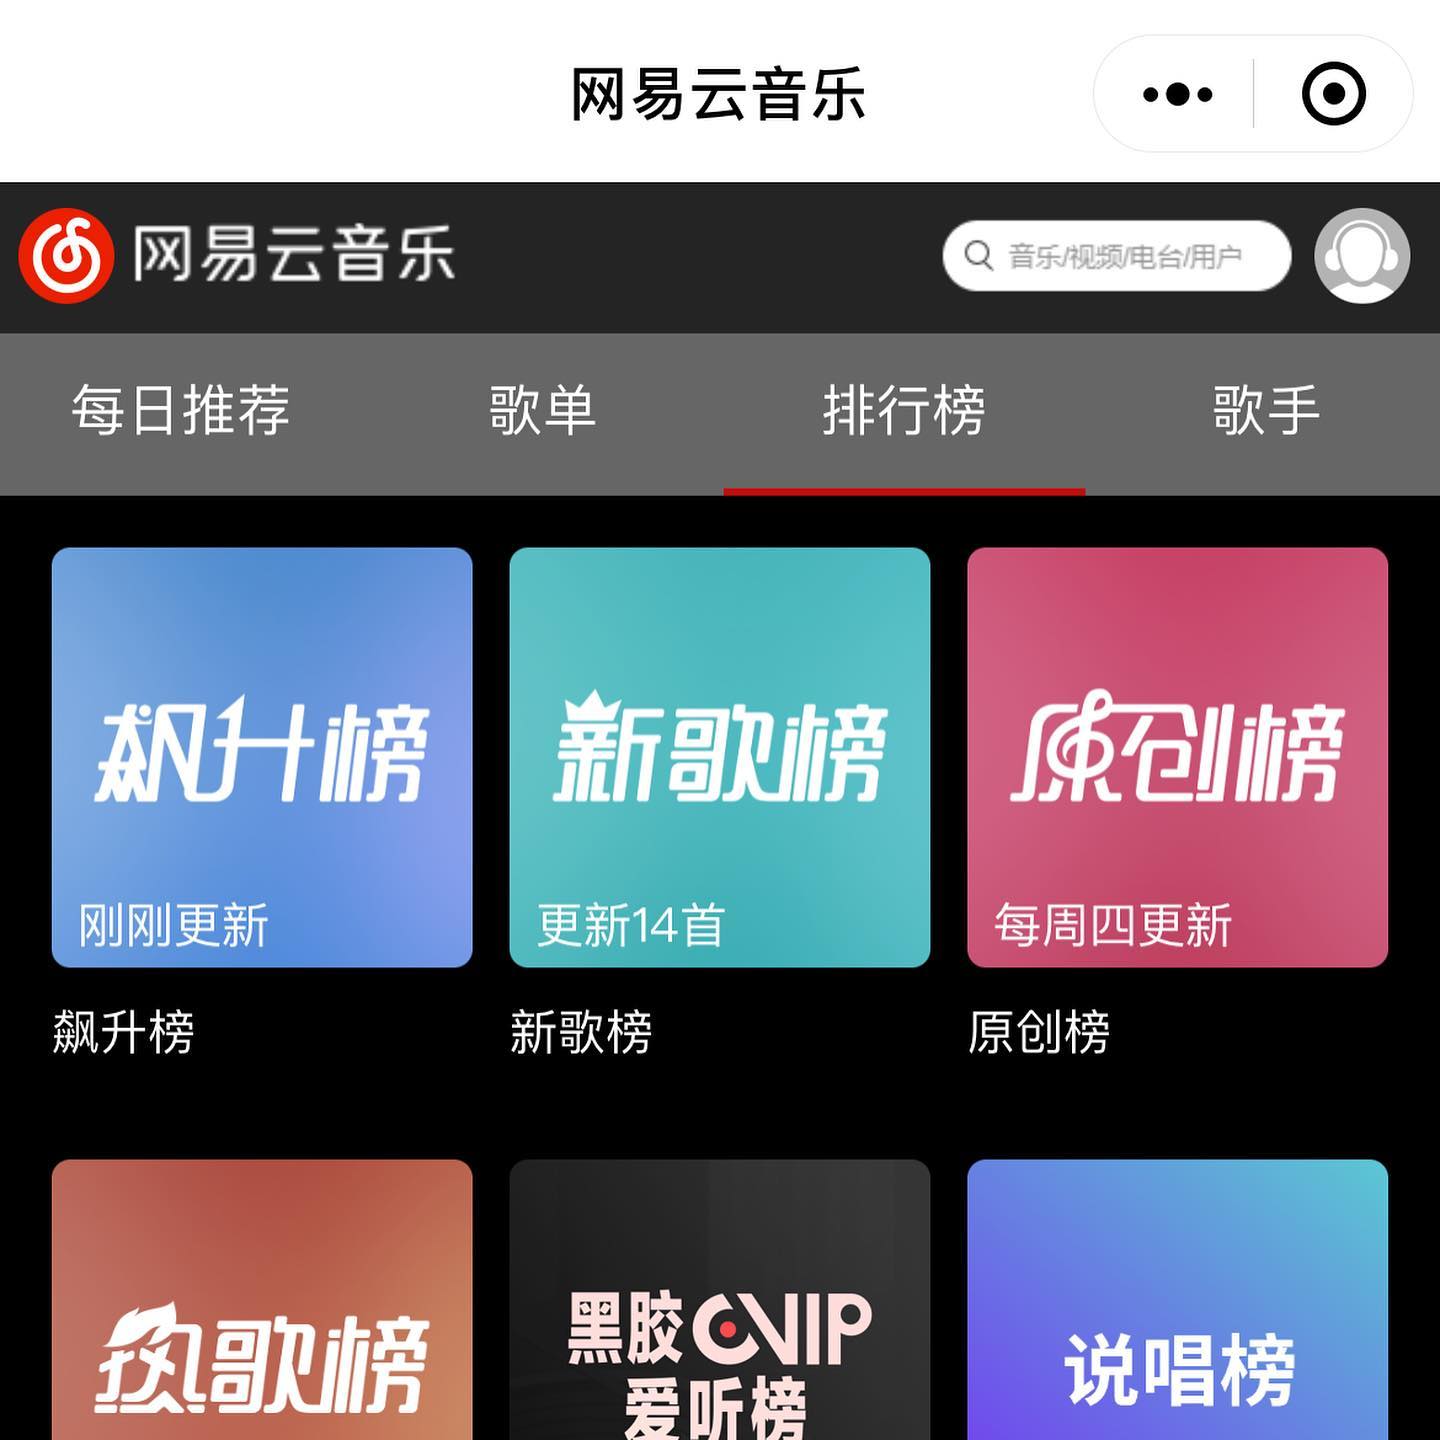 网易云音乐
网易云音乐
音乐/视频/电台/用户
每日推荐 歌单 排行榜 歌手
飙升榜 新歌榜 原创榜
刚刚更新 更新14首 每周四更新
飙升榜 新歌榜 原创榜
热歌榜 黑胶VIP 说唱榜
爱听榜